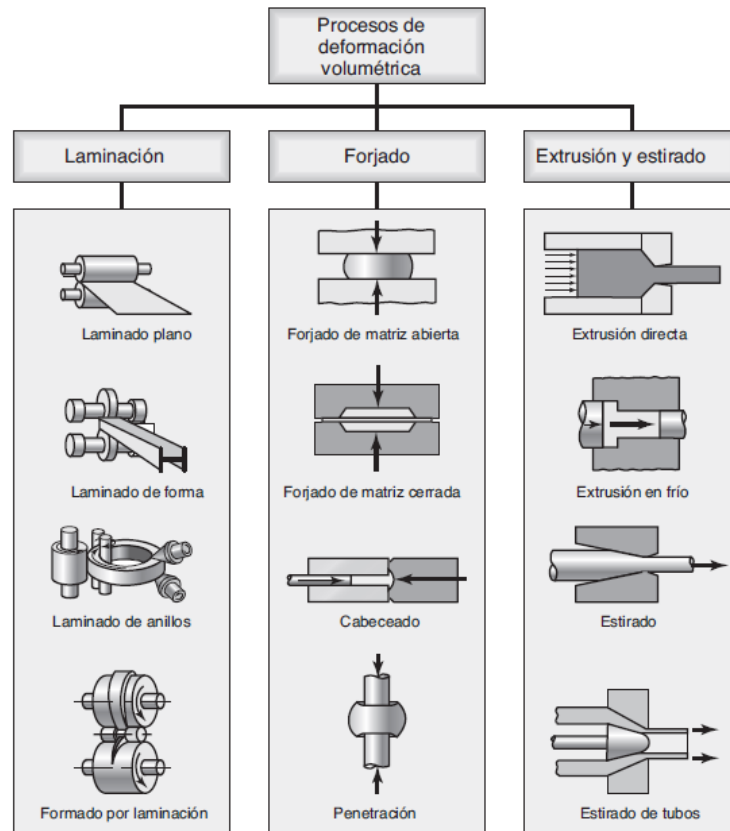 Procesos de
deformación
volumétrica
Laminación
Forjado
Extrusión y estirado
Laminado plano
Laminado de forma
Laminado de anillos
Formado por laminación
Forjado de matriz abierta
Forjado de matriz cerrada
Cabeceado
Penetración
Extrusión directa
Extrusión en frío
Estirado
Estirado de tubos